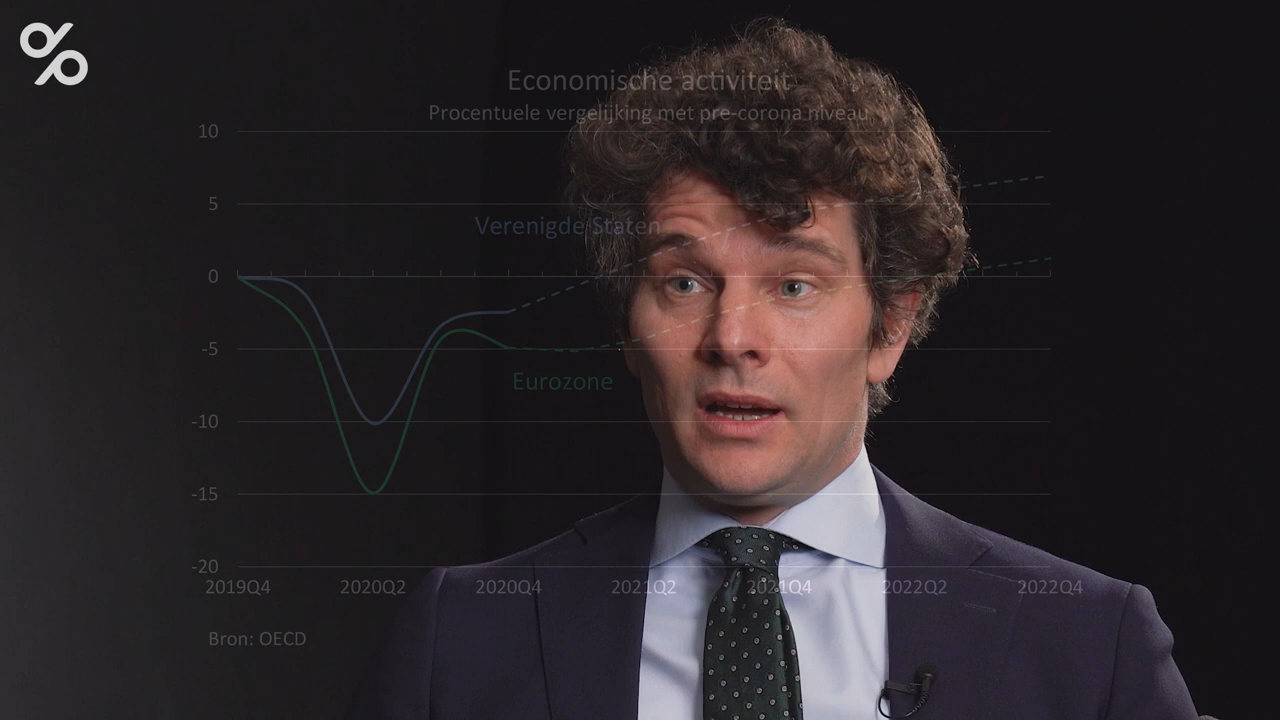 Economische activiteit
Procentuele vergelijking met pre-corona niveau
10
5
Verenigde Staten
0
-5
Eurozone
-10
-15
-20
2019Q4 2020Q2 2020Q4 2021Q2 2021Q4 2022Q2 2022Q4
Bron: OECD